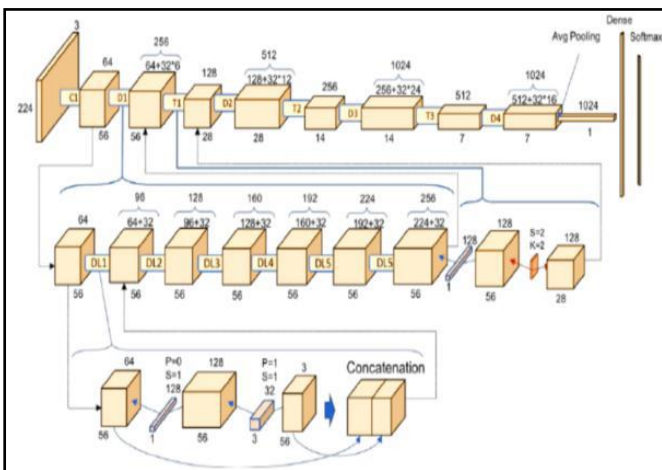 Dense
Softmax
Avg Pooling
3
64
256
64+32*6
128
512
128+32*12
256
1024
256+32*24
512
1024
512+32*16
1024
224
C1
D1
T1
D2
T2
D3
T3
D4
56
56
28
28
14
14
7
7
1
64
96
64+32
128
96+32
160
128+32
192
160+32
224
192+32
256
224+32
128
128
S=2
K=2
128
DL1
DL2
DL3
DL4
DL5
DL5
56
56
56
56
56
56
56
1
56
28
64
P=0
S=1
128
128
P=1
S=1
32
3
Concatenation
56
1
56
3
56